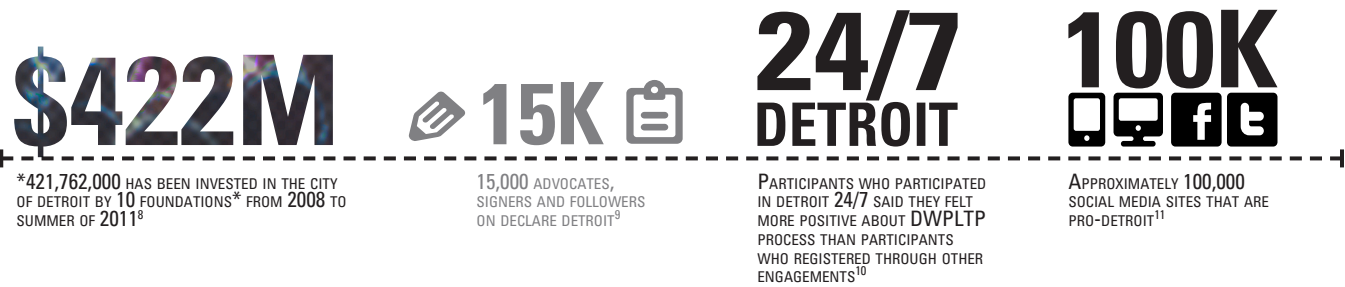 $422M
*421,762,000 HAS BEEN INVESTED IN THE CITY
OF DETROIT BY 10 FOUNDATIONS* FROM 2008 TO
SUMMER OF 2011⁸
15K
15,000 ADVOCATES,
SIGNERS AND FOLLOWERS
ON DECLARE DETROIT⁹
24/7
DETROIT
PARTICIPANTS WHO PARTICIPATED
IN DETROIT 24/7 SAID THEY FELT
MORE POSITIVE ABOUT DWPLTP
PROCESS THAN PARTICIPANTS
WHO REGISTERED THROUGH OTHER
ENGAGEMENTS¹⁰
100K
f t
APPROXIMATELY 100,000
SOCIAL MEDIA SITES THAT ARE
PRO-DETROIT¹¹